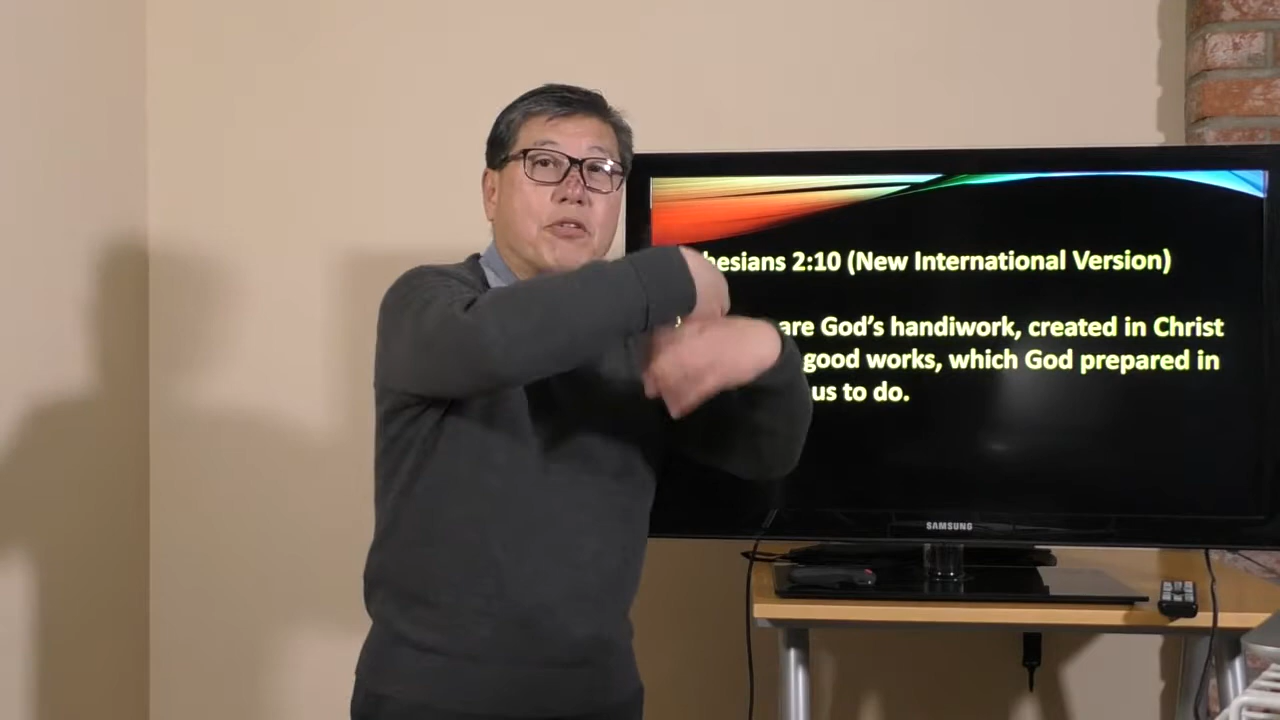 hesians 2:10 (New International Version)
are God's handiwork, created in Christ
good works, which God prepared in
us to do.
SAMSUNG